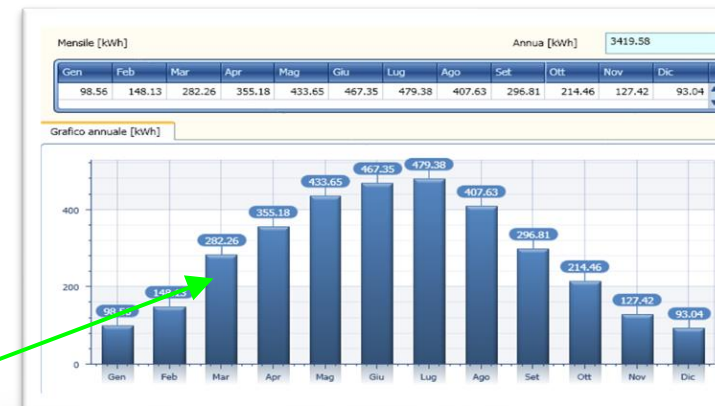 Mensile [kWh] Annua [kWh] 3419.58
Gen Feb Mar Apr Mag Giu Lug Ago Set Ott Nov Dic
98.56 148.13 282.26 355.18 433.65 467.35 479.38 407.63 296.81 214.46 127.42 93.04
Grafico annuale [kWh]
467.35 479.38
433.65
407.63
400
355.18
296.81
282.26
214.46
200
148.13
127.42
98.56
93.04
0
Gen Feb Mar Apr Mag Giu Lug Ago Set Ott Nov Dic